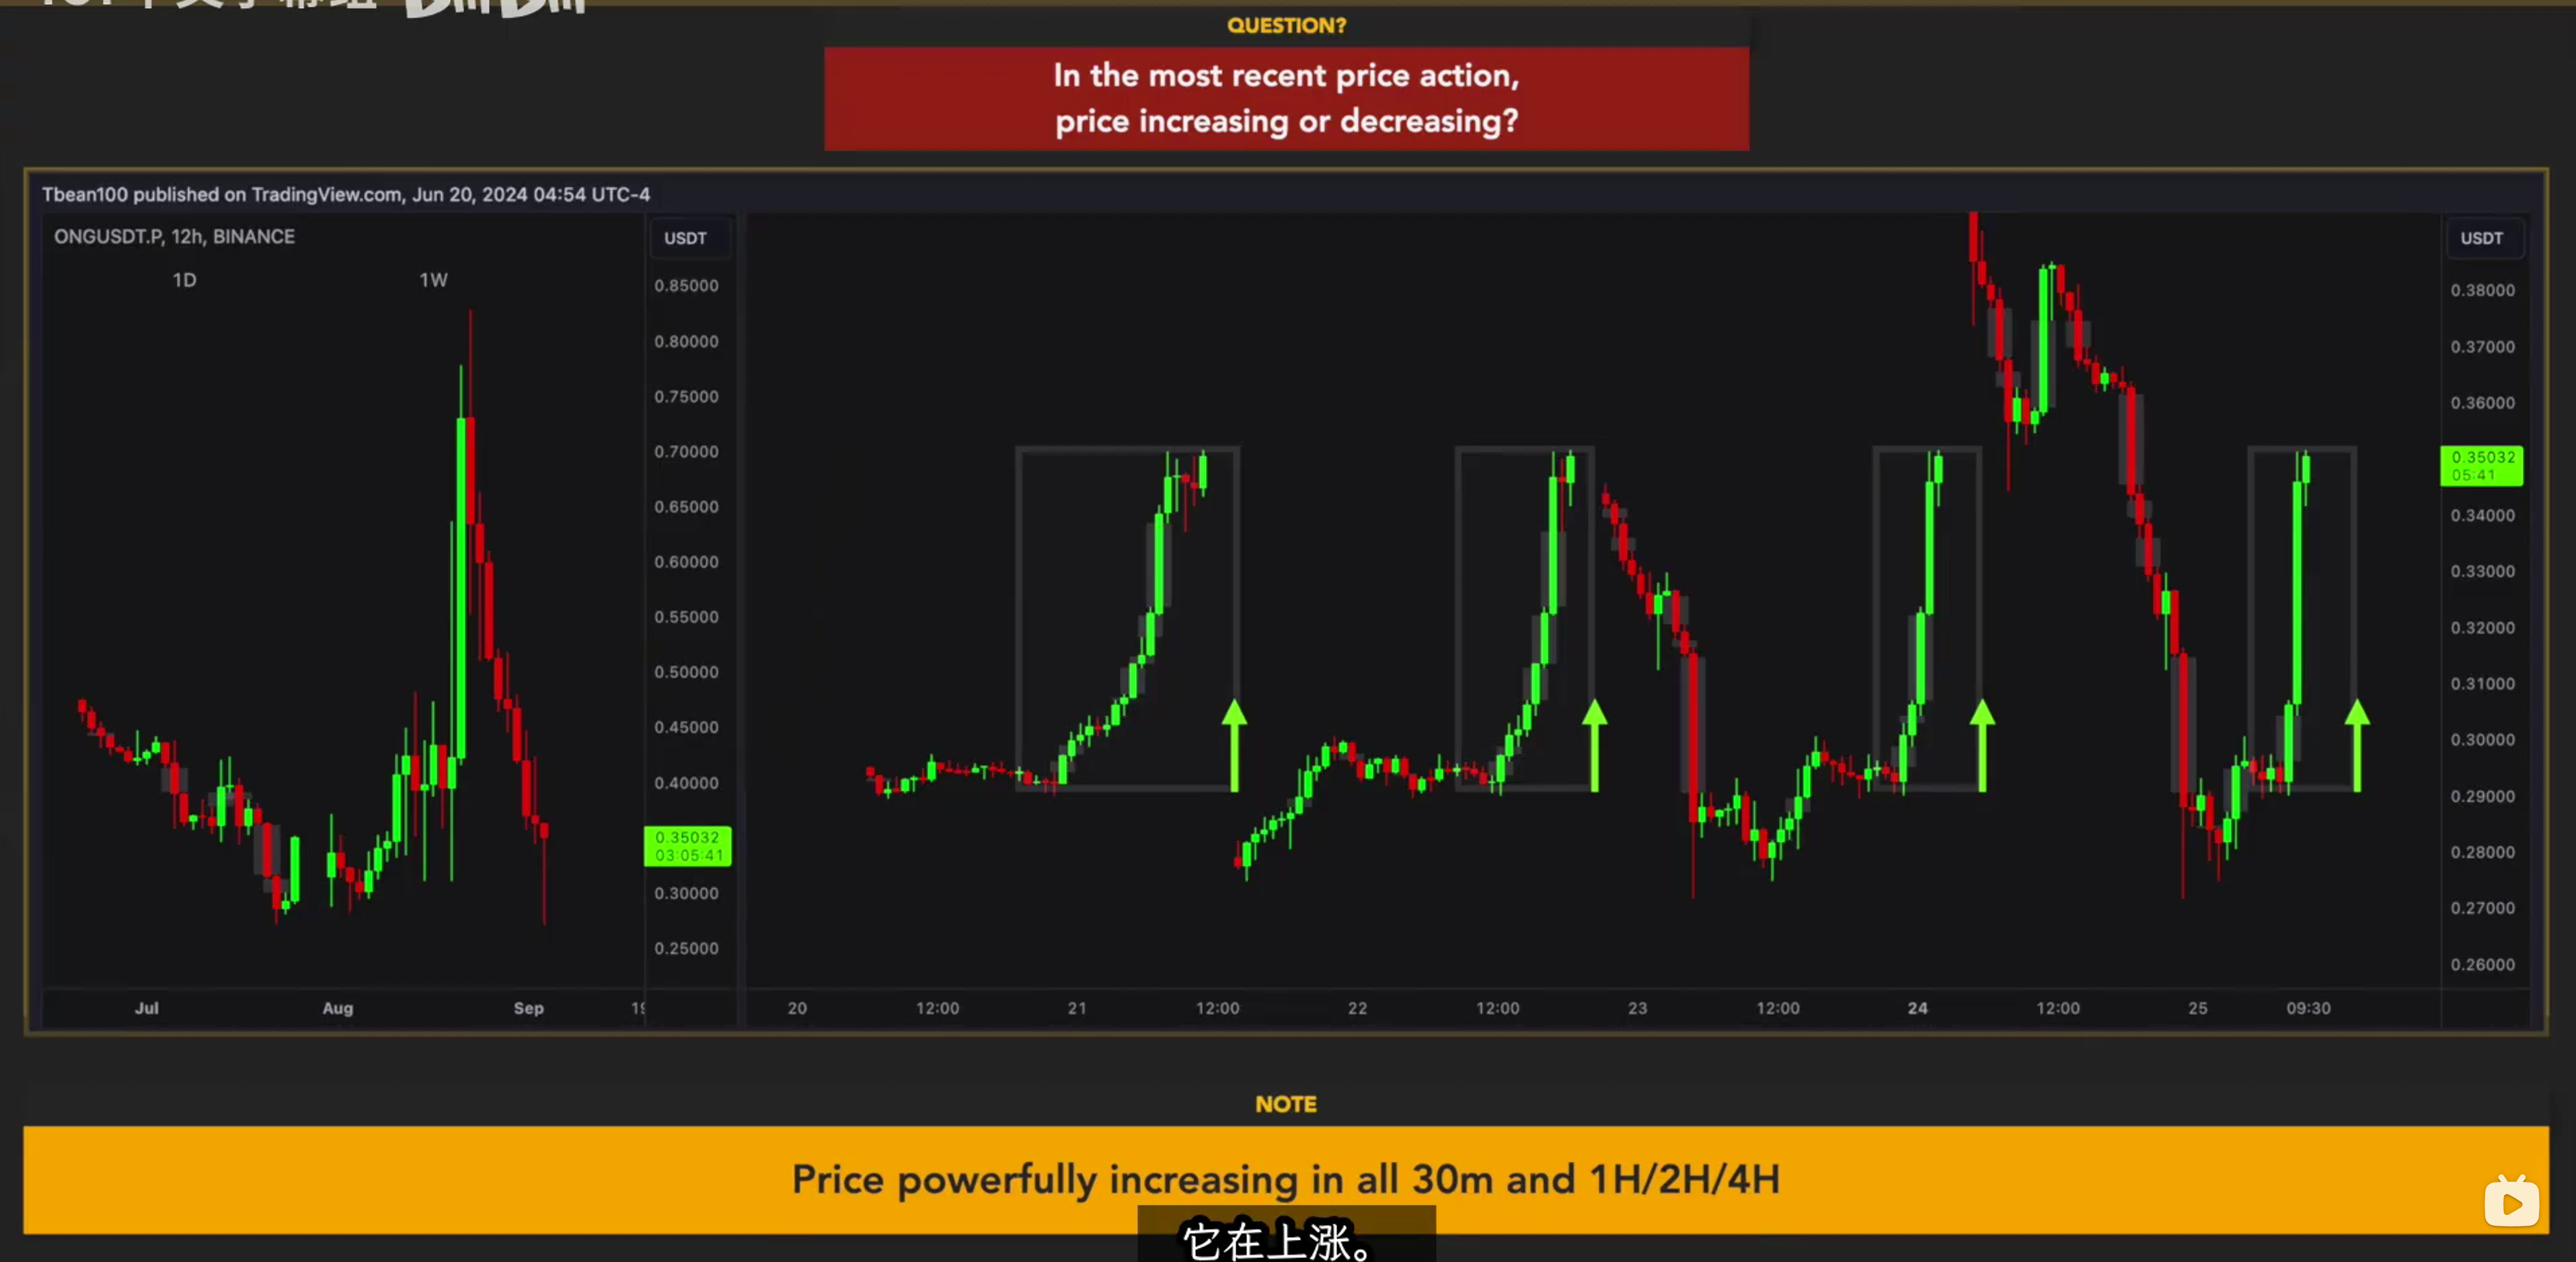 QUESTION?
In the most recent price action,
price increasing or decreasing?
Tbean100 published on TradingView.com, Jun 20, 2024 04:54 UTC-4
ONGUSDT.P, 12h, BINANCE
1D 1W
USDT
0.85000
0.80000
0.75000
0.70000
0.65000
0.60000
0.55000
0.50000
0.45000
0.40000
0.35032
03:05:41
0.30000
0.25000
Jul Aug Sep
USDT
0.38000
0.37000
0.36000
0.35032
05:41
0.34000
0.33000
0.32000
0.31000
0.30000
0.29000
0.28000
0.27000
0.26000
20 12:00 21 12:00 22 12:00 23 12:00 24 12:00 25 09:30
NOTE
Price powerfully increasing in all 30m and 1H/2H/4H
它在上涨。